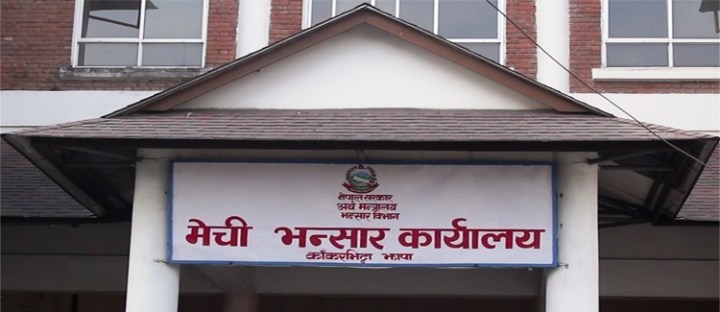 नेपाल सरकार
अर्थ मन्त्रालय
भन्सार विभाग
मेची भन्सार कार्यालय
काँकरभिट्टा झापा